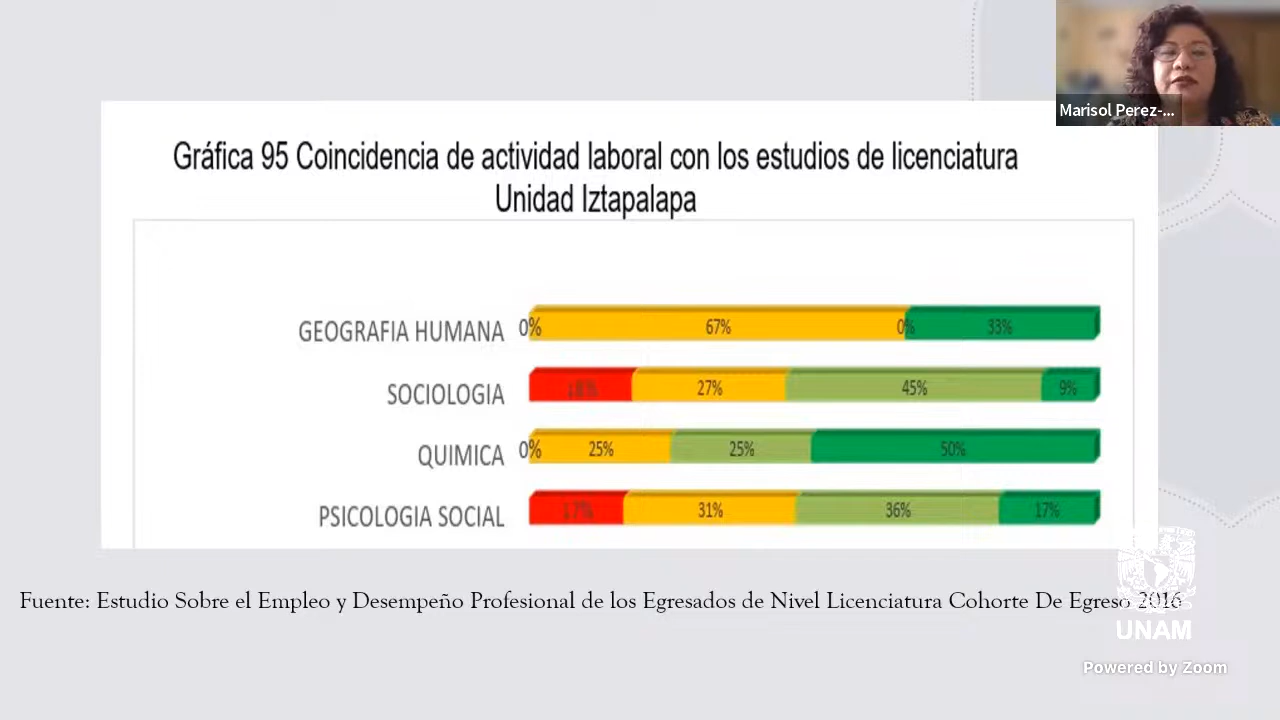 Marisol Perez-...
Gráfica 95 Coincidencia de actividad laboral con los estudios de licenciatura
Unidad Iztapalapa
GEOGRAFIA HUMANA 0% 67% 0% 33%
SOCIOLOGIA 18% 27% 45% 9%
QUIMICA 0% 25% 25% 50%
PSICOLOGIA SOCIAL 17% 31% 36% 17%
Fuente: Estudio Sobre el Empleo y Desempeño Profesional de los Egresados de Nivel Licenciatura Cohorte De Egreso 2016
UNAM
Powered by Zoom